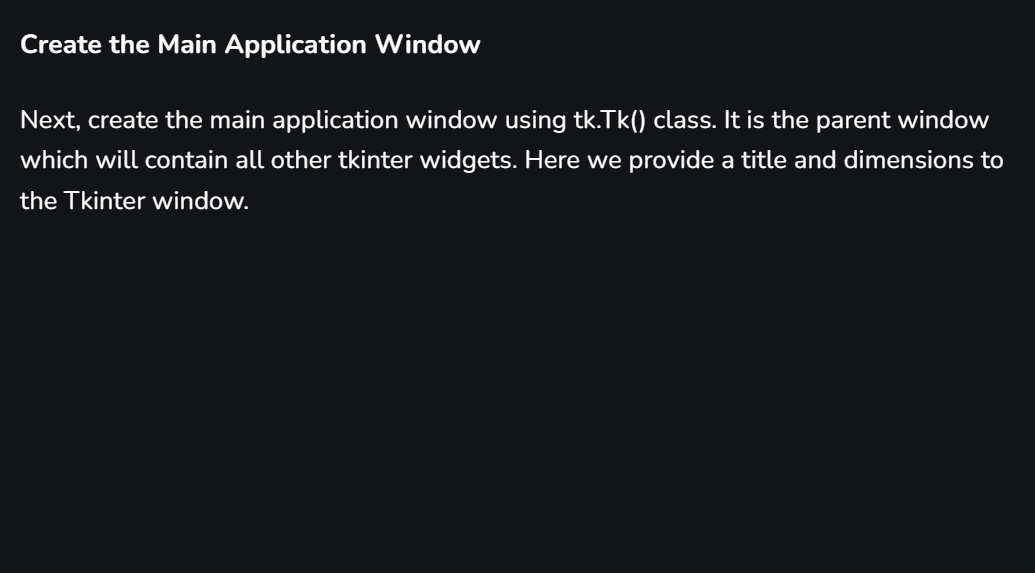 Create the Main Application Window
Next, create the main application window using tk.Tk() class. It is the parent window
which will contain all other tkinter widgets. Here we provide a title and dimensions to
the Tkinter window.